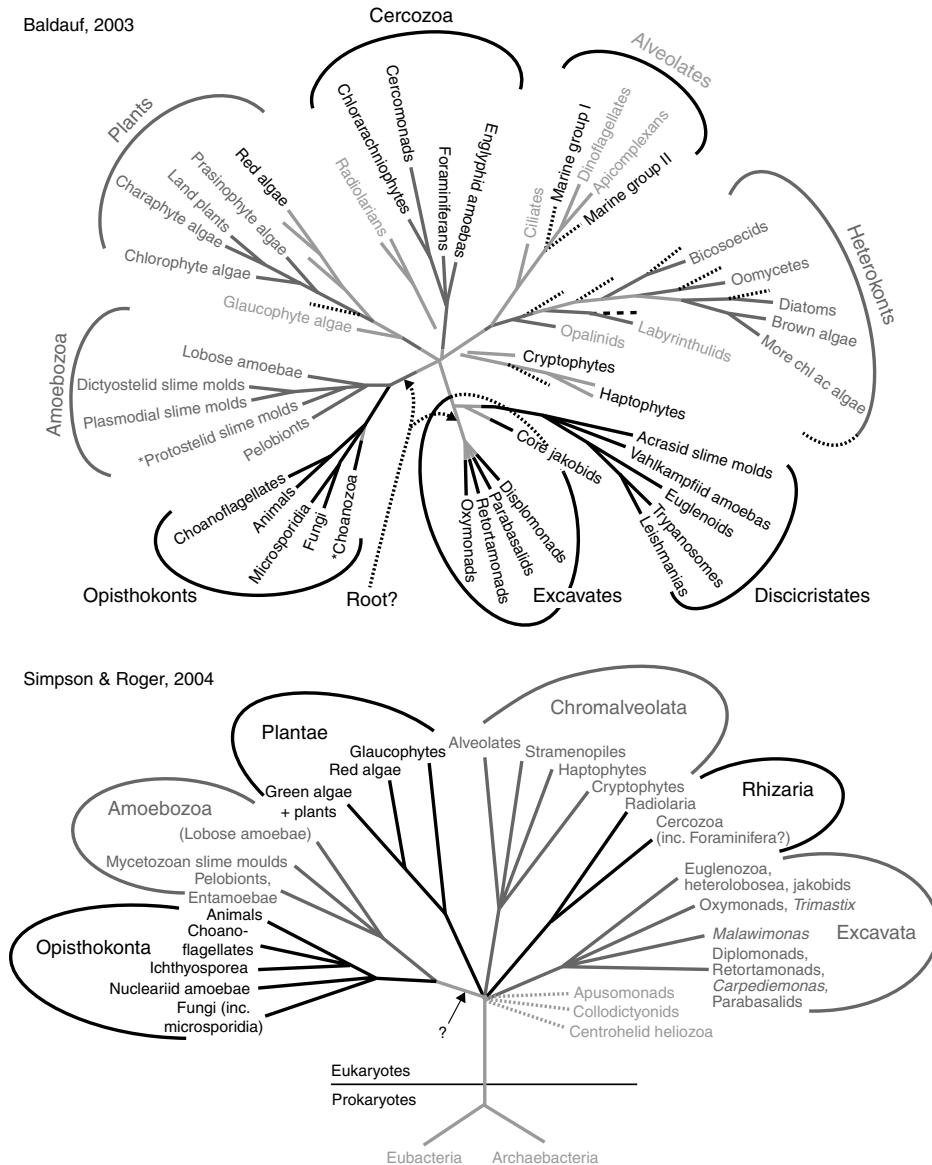 Baldauf, 2003
Cercozoa
Alveolates
Plants
Heterokonts
Amoebozoa
Opisthokonts
Root?
Excavates
Discicristates
Red algae
Prasinophyte algae
Land plants
Charaphyte algae
Chlorophyte algae
Glaucophyte algae
Radiolarians
Chlorarachniophytes
Cercomonads
Foraminiferans
Englyphid amoebas
Ciliates
Marine group I
Dinoflagellates
Apicomplexans
Marine group II
Bicosoecids
Oomycetes
Diatoms
Brown algae
More chl ac algae
Labyrinthulids
Opalinids
Cryptophytes
Haptophytes
Lobose amoebae
Dictyostelid slime molds
Plasmodial slime molds
*Protostelid slime molds
Pelobionts
Choanoflagellates
Animals
Microsporidia
Fungi
*Choanozoa
Core jakobids
Displomonads
Parabasalids
Retortamonads
Oxymonads
Acrasid slime molds
Vahlkampfiid amoebas
Euglenoids
Trypanosomes
Leishmanias
Simpson & Roger, 2004
Chromalveolata
Plantae
Glaucophytes
Red algae
Green algae
+ plants
Alveolates
Stramenopiles
Haptophytes
Cryptophytes
Rhizaria
Radiolaria
Cercozoa
(inc. Foraminifera?)
Amoebozoa
(Lobose amoebae)
Mycetozoan slime moulds
Pelobionts,
Entamoebae
Opisthokonta
Animals
Choano-
flagellates
Ichthyosporea
Nucleariid amoebae
Fungi (inc.
microsporidia)
Excavata
Euglenozoa,
heterolobosea, jakobids
Oxymonads, Trimastix
Malawimonas
Diplomonads,
Retortamonads,
Carpediemonas,
Parabasalids
Apusomonads
Collodictyonids
Centrohelid heliozoa
?
Eukaryotes
Prokaryotes
Eubacteria
Archaebacteria